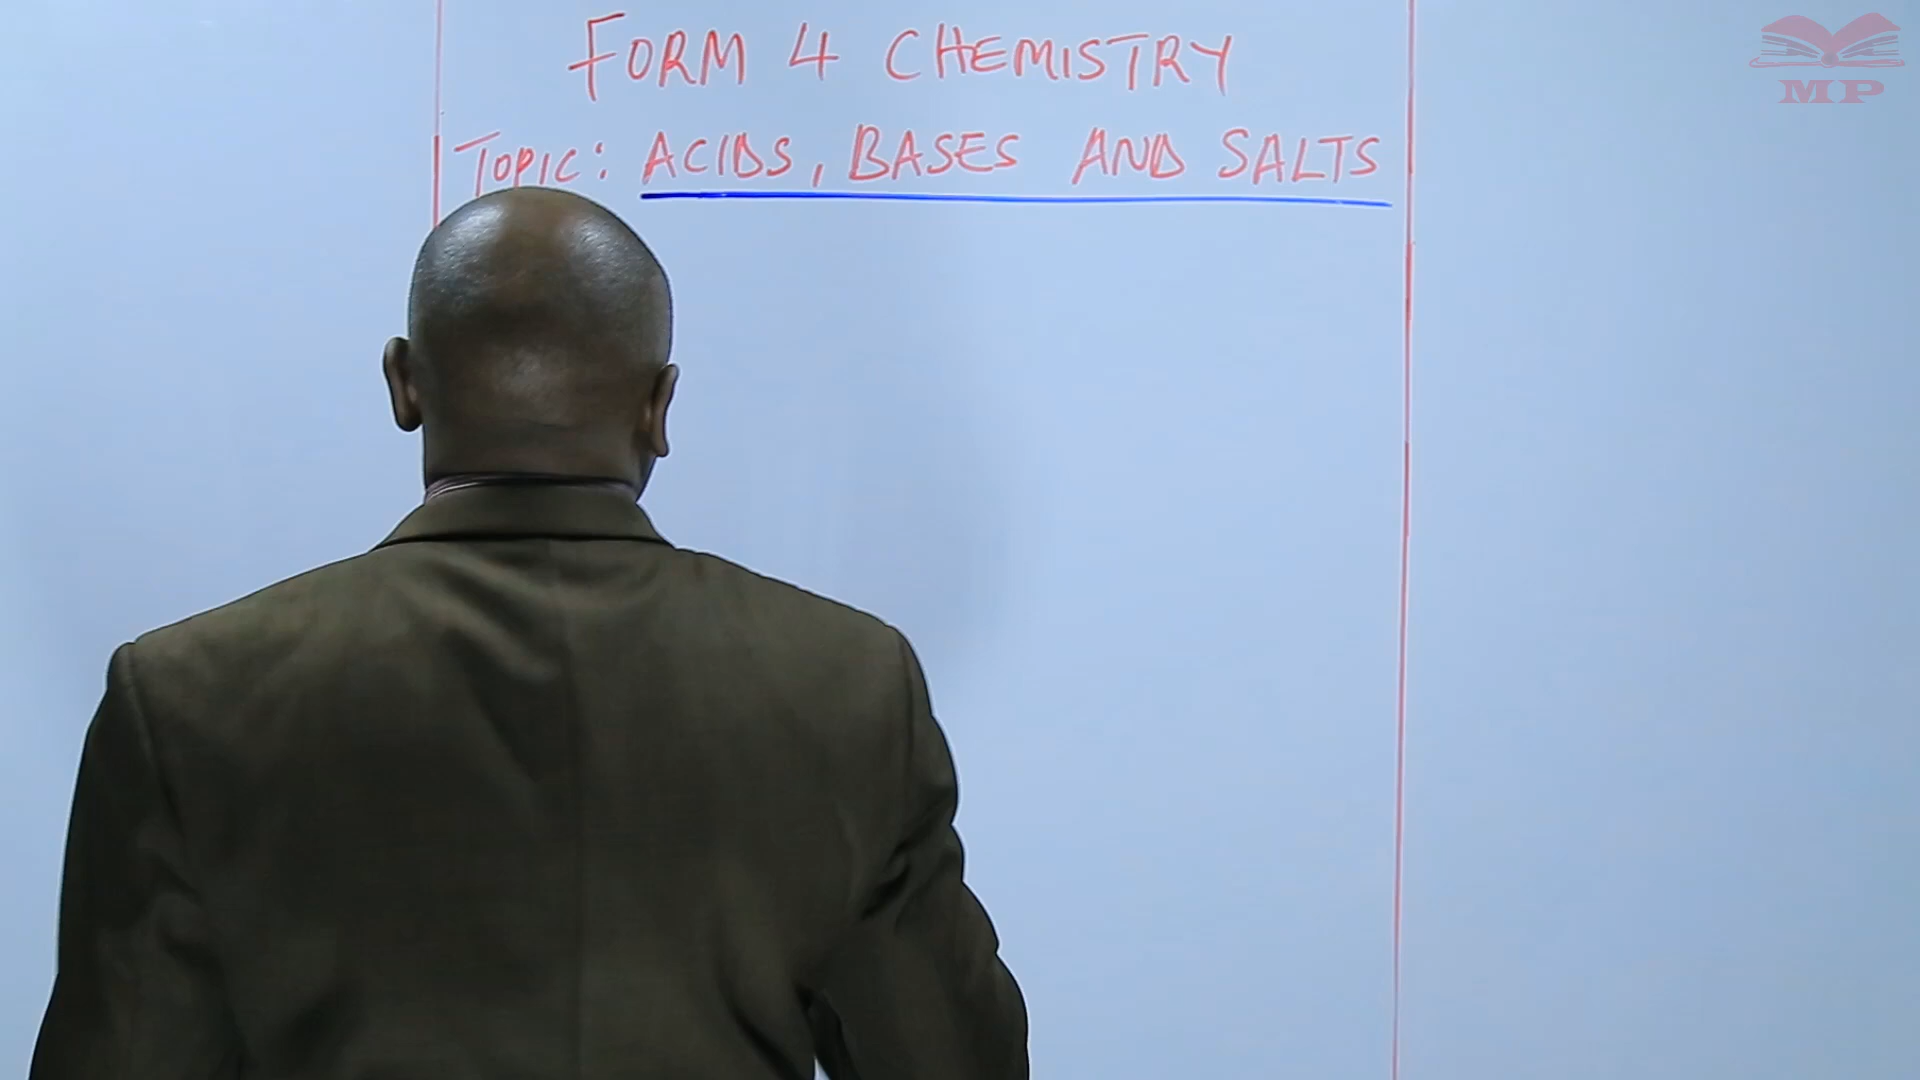 FORM 4 CHEMISTRY
TOPIC: ACIDS, BASES AND SALTS
MP